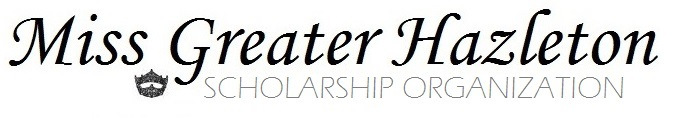 Miss Greater Hazleton
SCHOLARSHIP ORGANIZATION